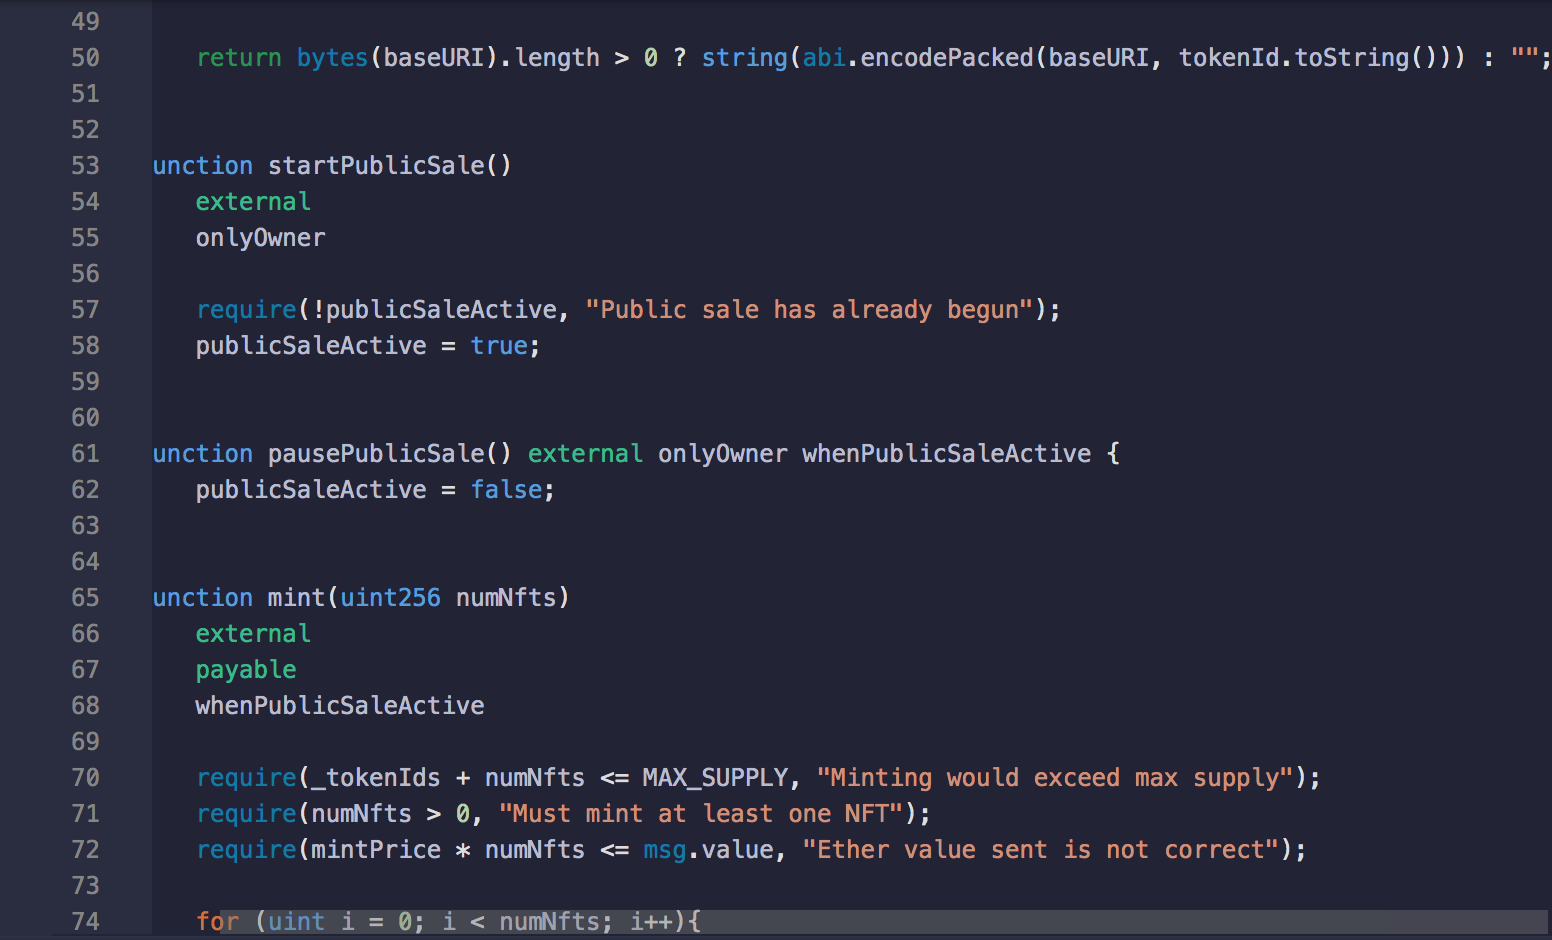 49
50 return bytes(baseURI).length > 0 ? string(abi.encodePacked(baseURI, tokenId.toString())) : "";
51
52
53 unction startPublicSale()
54 external
55 onlyOwner
56
57 require(!publicSaleActive, "Public sale has already begun");
58 publicSaleActive = true;
59
60
61 unction pausePublicSale() external onlyOwner whenPublicSaleActive {
62 publicSaleActive = false;
63
64
65 unction mint(uint256 numNfts)
66 external
67 payable
68 whenPublicSaleActive
69
70 require(_tokenIds + numNfts <= MAX_SUPPLY, "Minting would exceed max supply");
71 require(numNfts > 0, "Must mint at least one NFT");
72 require(mintPrice * numNfts <= msg.value, "Ether value sent is not correct");
73
74 for (uint i = 0; i < numNfts; i++){